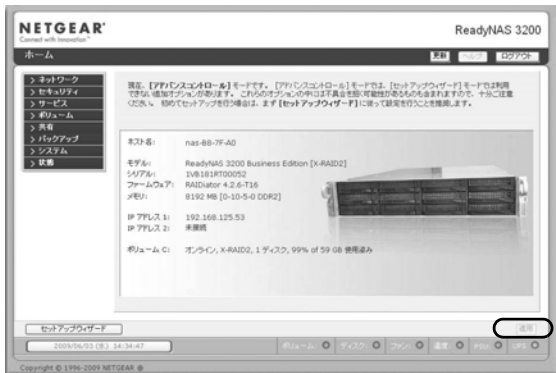 NETGEAR®
Connect with Innovation™
ReadyNAS 3200
ホーム
更新
ヘルプ
ログアウト
> ネットワーク
> セキュリティ
> サービス
> ボリューム
> 共有
> バックアップ
> システム
> 状態
現在、[アドバンスコントロール] モードです。 [アドバンスコントロール] モードでは、[セットアップウィザード] モードでは利用
できない追加オプションがあります。 これらのオプションの中には不具合を招く可能性があるものも含まれますので、十分ご注意
ください。 初めてセットアップを行う場合は、まず [セットアップウィザード] に従って設定を行うことを推奨します。
ホスト名: nas-B8-7F-A0
モデル: ReadyNAS 3200 Business Edition [X-RAID2]
シリアル: 1VB181RT00052
ファームウェア: RAIDiator 4.2.6-T16
メモリ: 8192 MB [0-10-5-0 DDR2]
IP アドレス 1: 192.168.125.53
IP アドレス 2: 未接続
ボリューム C: オンライン, X-RAID2, 1 ディスク, 99% of 59 GB 使用済み
セットアップウィザード
適用
2009/06/03 (水) 14:34:47
ボリューム:
ディスク:
ファン:
温度:
PSU:
UPS
Copyright © 1996-2009 NETGEAR ®